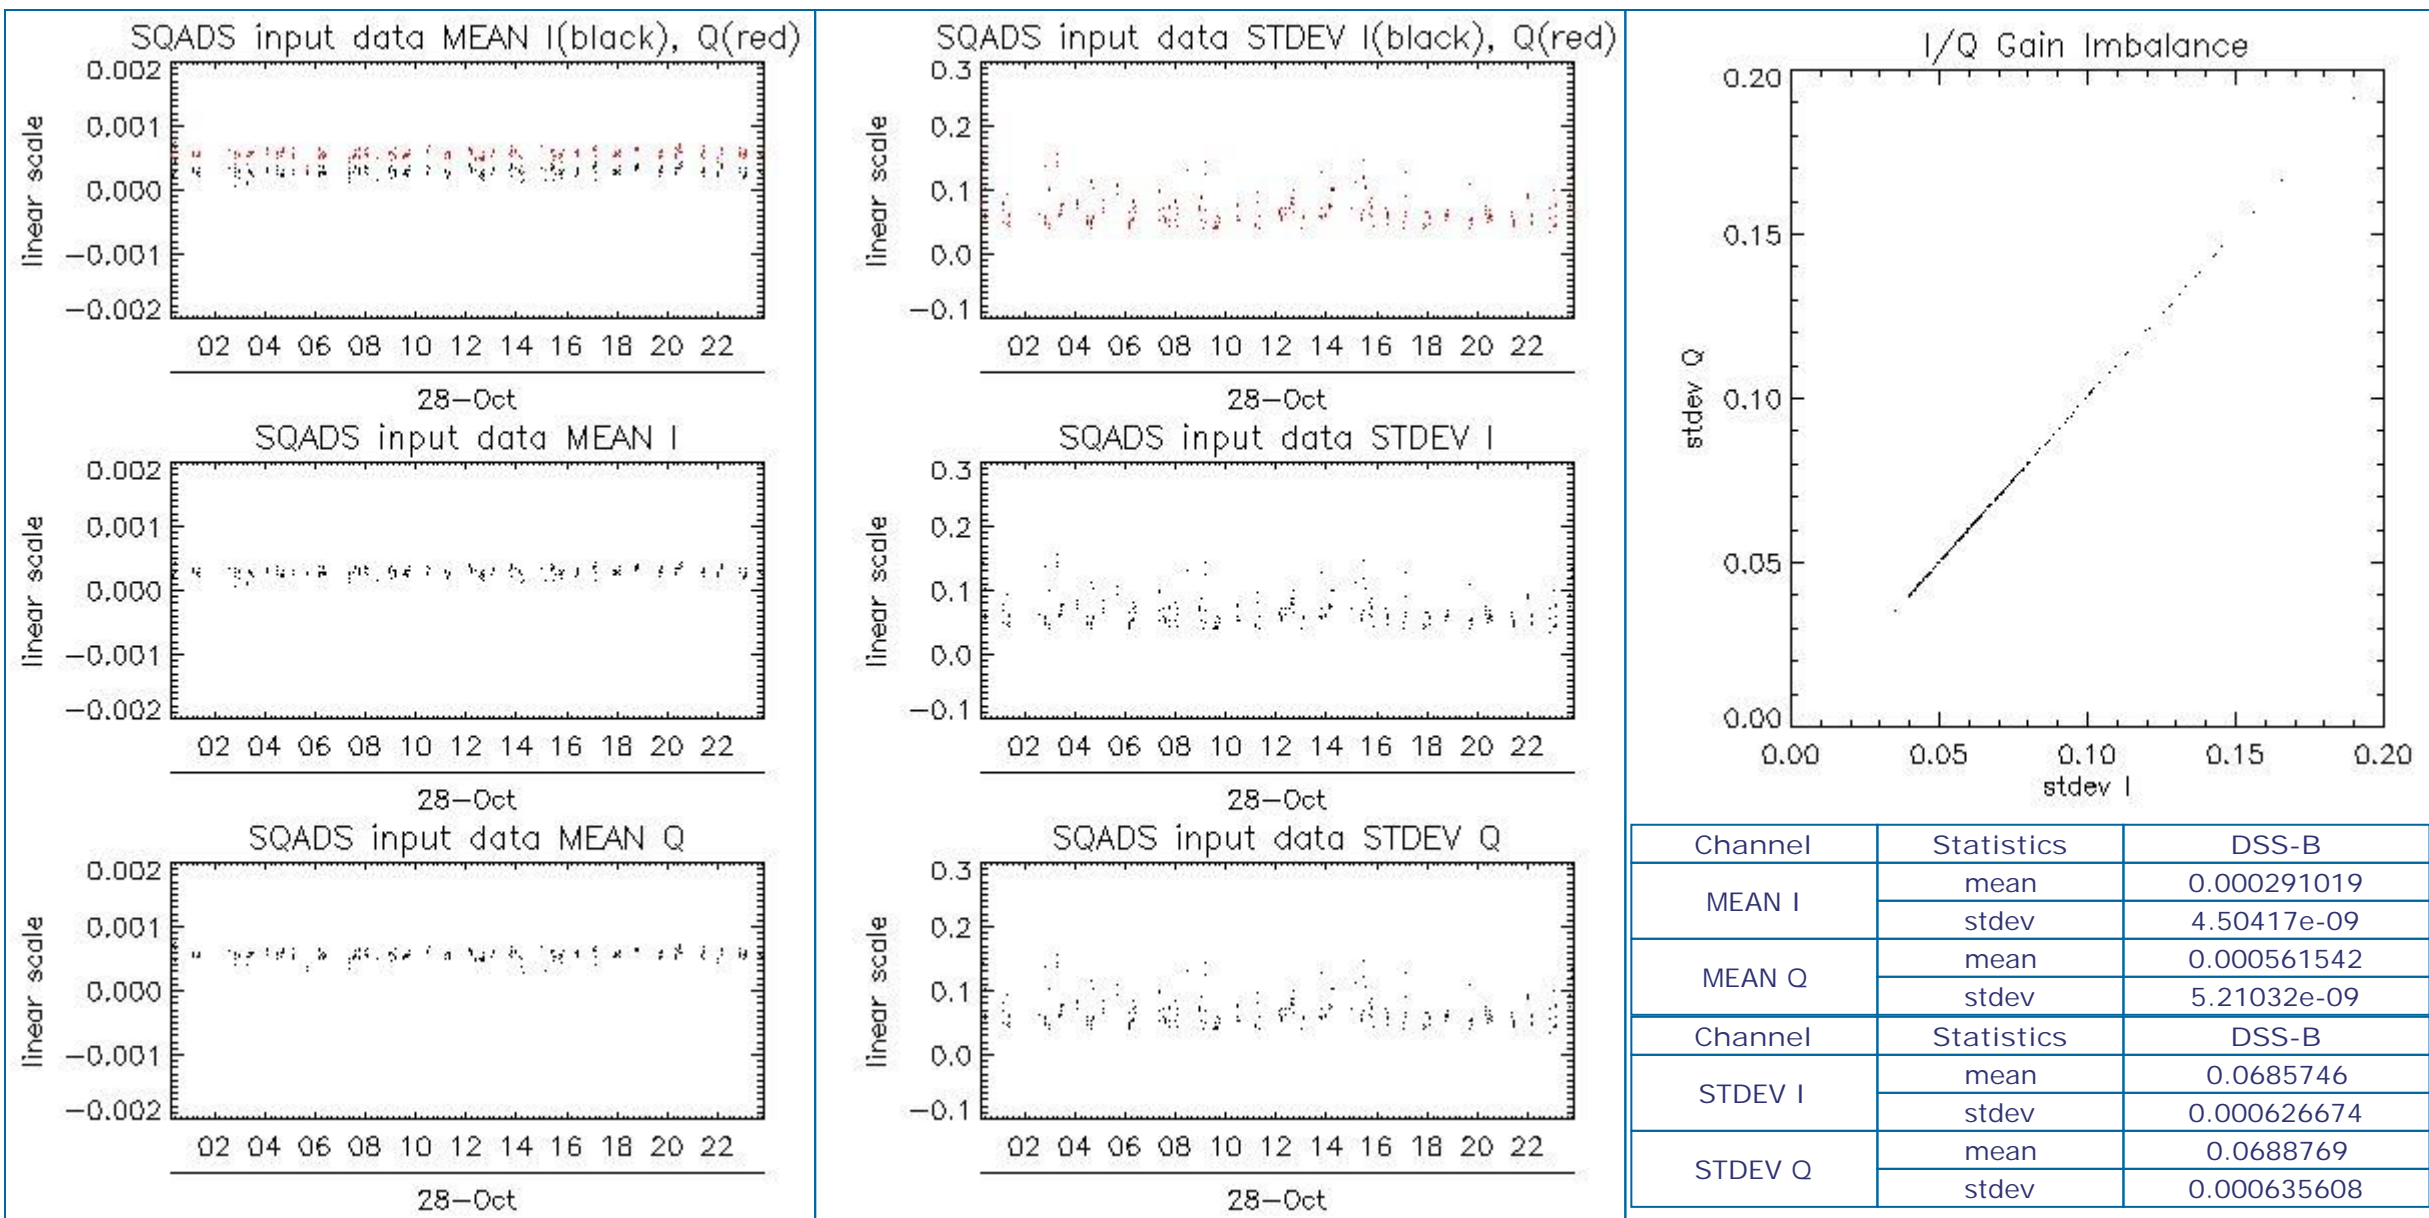 SQADS input data MEAN I(black), Q(red)
0.002
0.001
0.000
−0.001
−0.002
linear scale
02 04 06 08 10 12 14 16 18 20 22
28−Oct
SQADS input data MEAN I
0.002
0.001
0.000
−0.001
−0.002
linear scale
02 04 06 08 10 12 14 16 18 20 22
28−Oct
SQADS input data MEAN Q
0.002
0.001
0.000
−0.001
−0.002
linear scale
02 04 06 08 10 12 14 16 18 20 22
28−Oct
SQADS input data STDEV I(black), Q(red)
0.3
0.2
0.1
0.0
−0.1
linear scale
02 04 06 08 10 12 14 16 18 20 22
28−Oct
SQADS input data STDEV I
0.3
0.2
0.1
0.0
−0.1
linear scale
02 04 06 08 10 12 14 16 18 20 22
28−Oct
SQADS input data STDEV Q
0.3
0.2
0.1
0.0
−0.1
linear scale
02 04 06 08 10 12 14 16 18 20 22
28−Oct
I/Q Gain Imbalance
0.20
0.15
0.10
0.05
0.00
stdev Q
0.00 0.05 0.10 0.15 0.20
stdev I
Channel Statistics DSS-B
MEAN I mean 0.000291019
stdev 4.50417e-09
MEAN Q mean 0.000561542
stdev 5.21032e-09
Channel Statistics DSS-B
STDEV I mean 0.0685746
stdev 0.000626674
STDEV Q mean 0.0688769
stdev 0.000635608